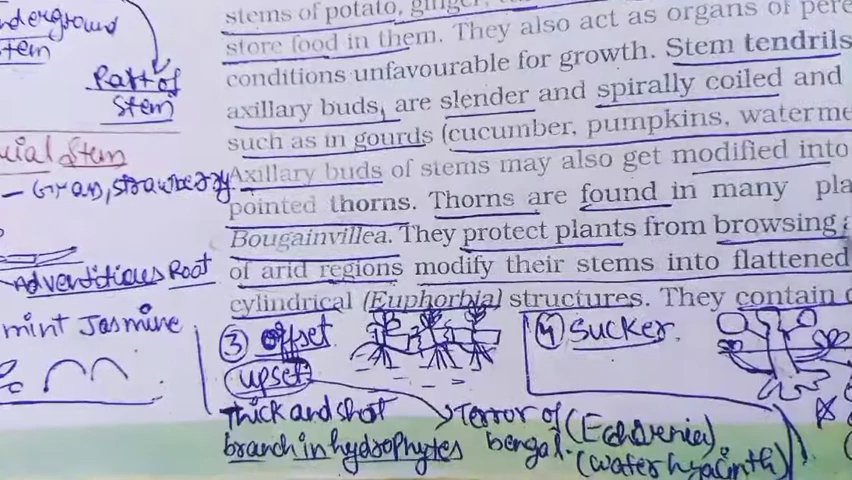 underground
stem
Part of
Stem
Stem
- Grass, strawberry
Adventitious Root
mint Jasmine
stems of potato, ginger,
store food in them. They also act as organs of pere
conditions unfavourable for growth. Stem tendrils
axillary buds, are slender and spirally coiled and
such as in gourds (cucumber, pumpkins, waterme
Axillary buds of stems may also get modified into
pointed thorns. Thorns are found in many pla
Bougainvillea. They protect plants from browsing
of arid regions modify their stems into flattened
cylindrical (Euphorbia) structures. They contain
③ offset
upset
Thick and short
branch in hydrophytes
Terror of
bengal.
(water hyacinth)
④ Sucker